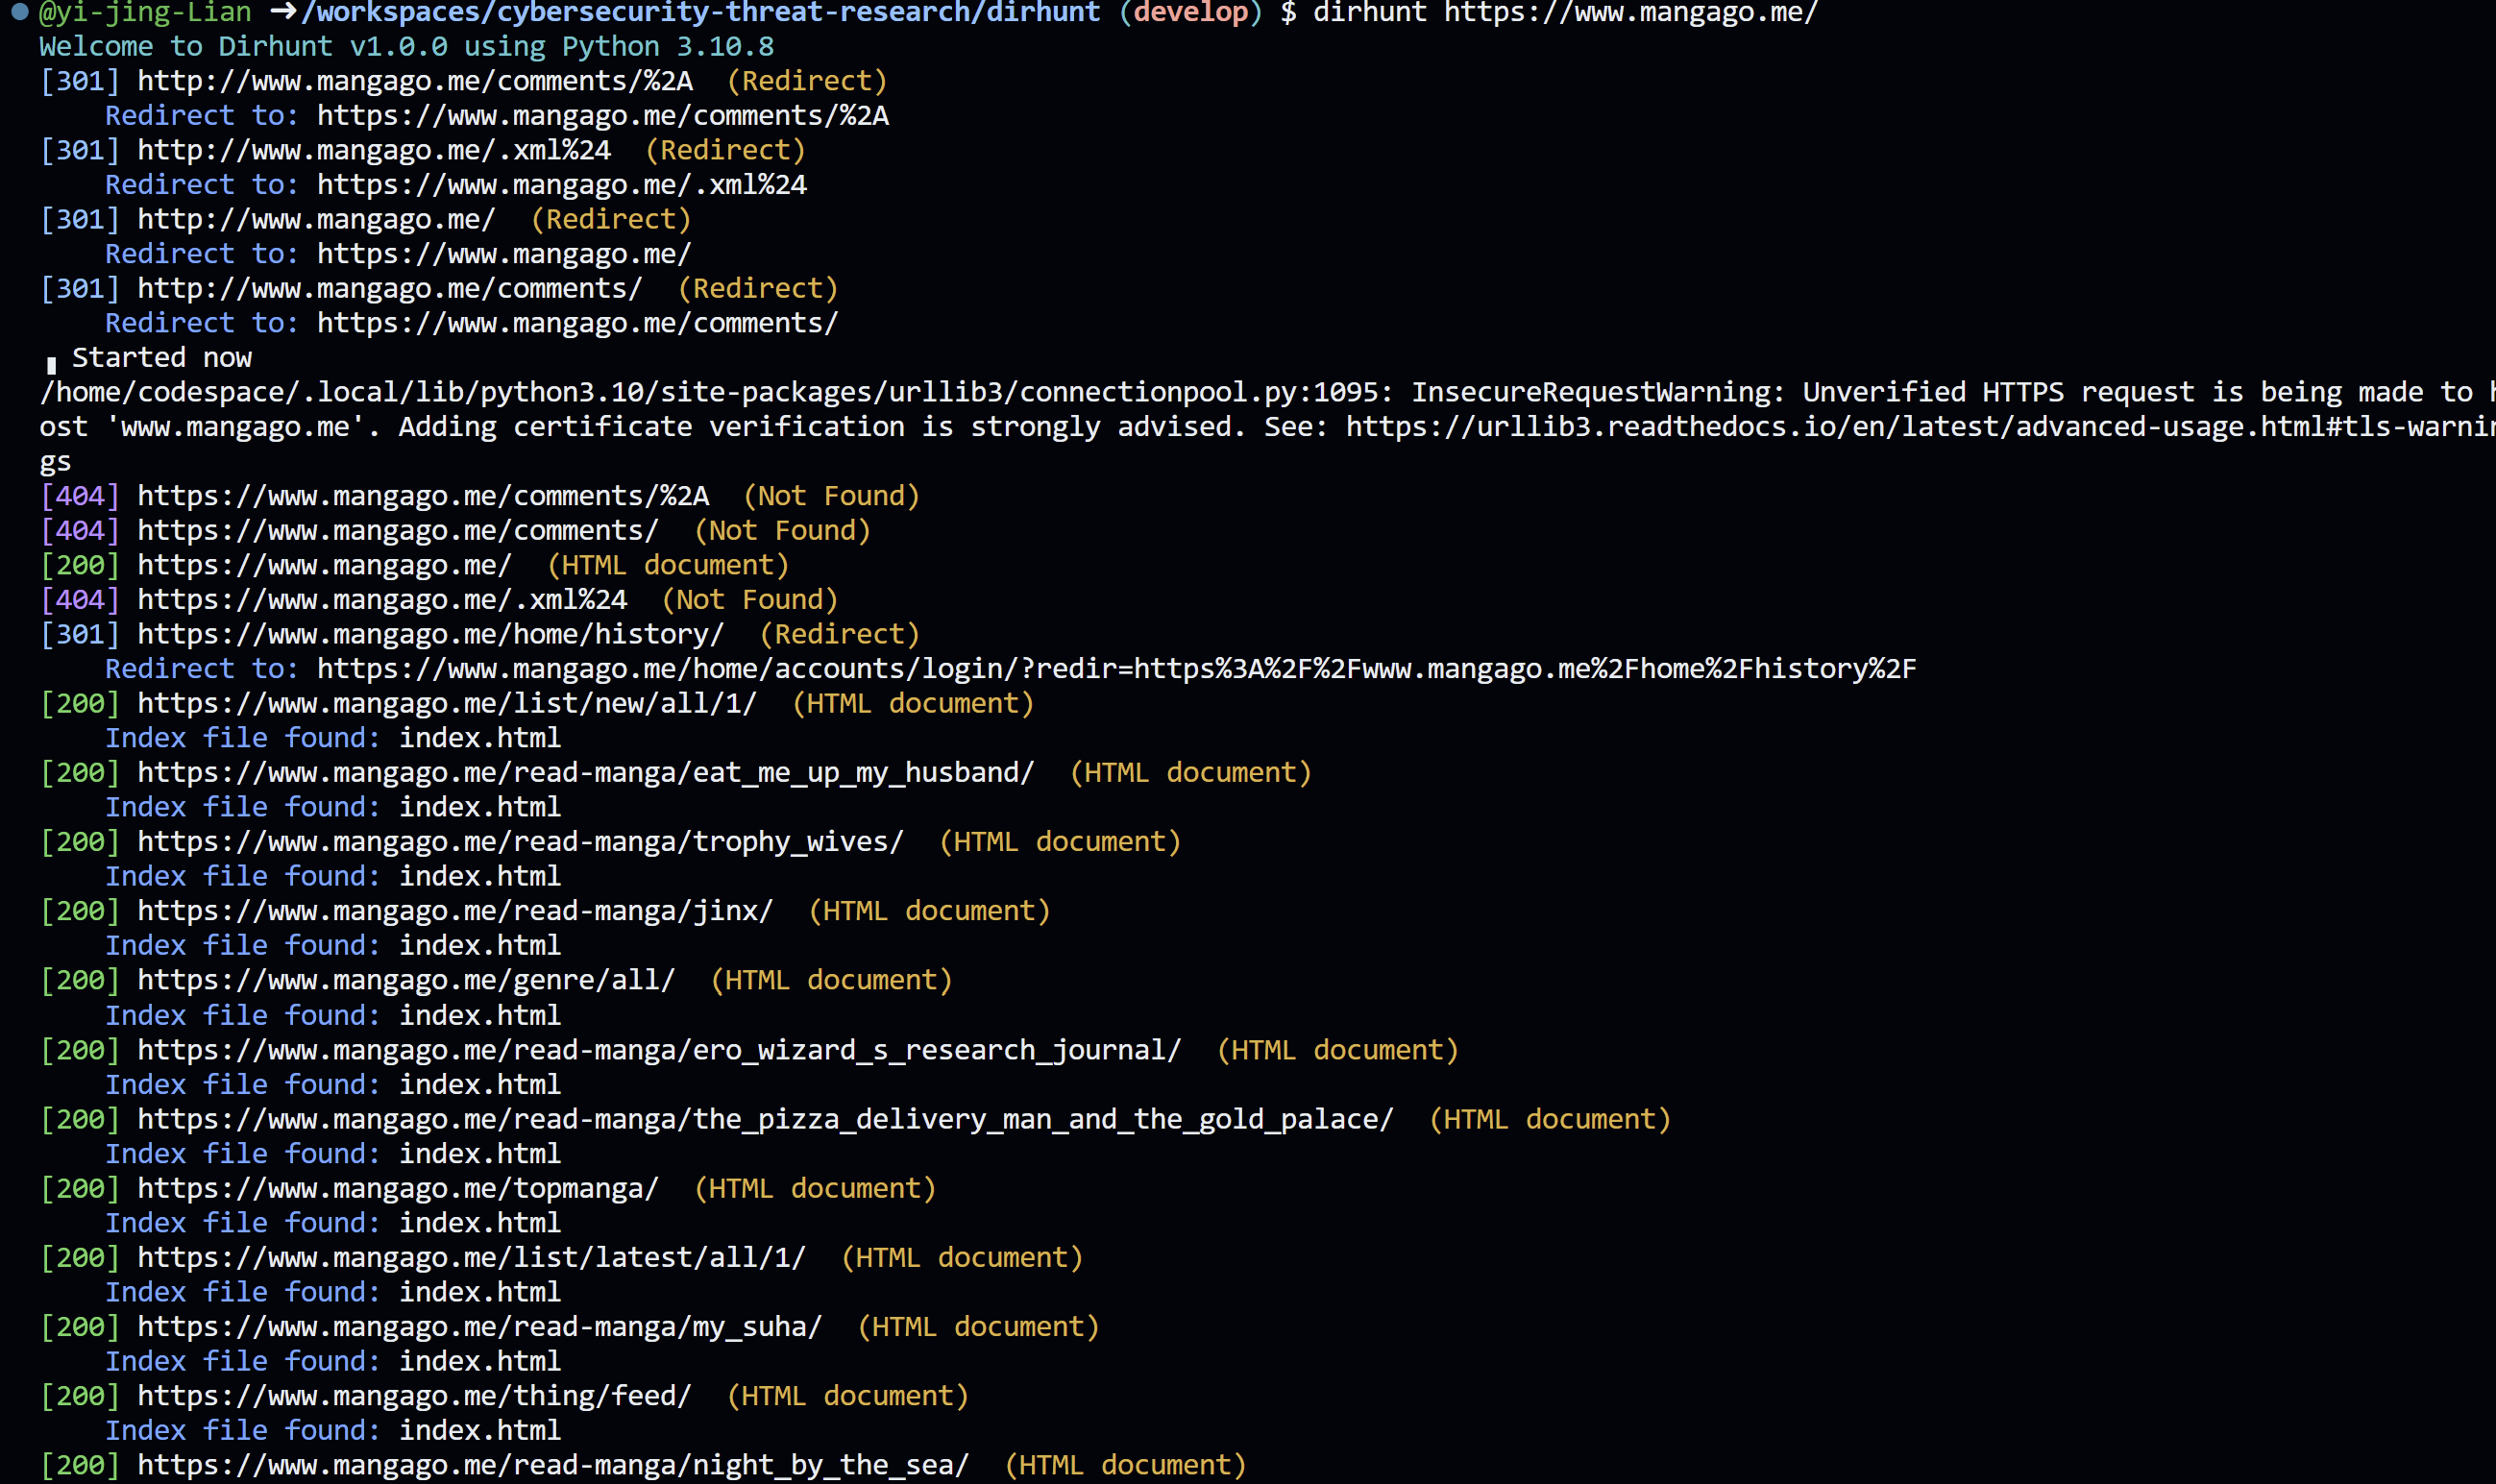 @yi-jing-Lian ➜/workspaces/cybersecurity-threat-research/dirhunt (develop) $ dirhunt https://www.mangago.me/
Welcome to Dirhunt v1.0.0 using Python 3.10.8
[301] http://www.mangago.me/comments/%2A  (Redirect)
    Redirect to: https://www.mangago.me/comments/%2A
[301] http://www.mangago.me/.xml%24  (Redirect)
    Redirect to: https://www.mangago.me/.xml%24
[301] http://www.mangago.me/  (Redirect)
    Redirect to: https://www.mangago.me/
[301] http://www.mangago.me/comments/  (Redirect)
    Redirect to: https://www.mangago.me/comments/
Started now
/home/codespace/.local/lib/python3.10/site-packages/urllib3/connectionpool.py:1095: InsecureRequestWarning: Unverified HTTPS request is being made to h
ost 'www.mangago.me'. Adding certificate verification is strongly advised. See: https://urllib3.readthedocs.io/en/latest/advanced-usage.html#tls-warnin
gs
[404] https://www.mangago.me/comments/%2A  (Not Found)
[404] https://www.mangago.me/comments/  (Not Found)
[200] https://www.mangago.me/  (HTML document)
[404] https://www.mangago.me/.xml%24  (Not Found)
[301] https://www.mangago.me/home/history/  (Redirect)
    Redirect to: https://www.mangago.me/home/accounts/login/?redir=https%3A%2F%2Fwww.mangago.me%2Fhome%2Fhistory%2F
[200] https://www.mangago.me/list/new/all/1/  (HTML document)
    Index file found: index.html
[200] https://www.mangago.me/read-manga/eat_me_up_my_husband/  (HTML document)
    Index file found: index.html
[200] https://www.mangago.me/read-manga/trophy_wives/  (HTML document)
    Index file found: index.html
[200] https://www.mangago.me/read-manga/jinx/  (HTML document)
    Index file found: index.html
[200] https://www.mangago.me/genre/all/  (HTML document)
    Index file found: index.html
[200] https://www.mangago.me/read-manga/ero_wizard_s_research_journal/  (HTML document)
    Index file found: index.html
[200] https://www.mangago.me/read-manga/the_pizza_delivery_man_and_the_gold_palace/  (HTML document)
    Index file found: index.html
[200] https://www.mangago.me/topmanga/  (HTML document)
    Index file found: index.html
[200] https://www.mangago.me/list/latest/all/1/  (HTML document)
    Index file found: index.html
[200] https://www.mangago.me/read-manga/my_suha/  (HTML document)
    Index file found: index.html
[200] https://www.mangago.me/thing/feed/  (HTML document)
    Index file found: index.html
[200] https://www.mangago.me/read-manga/night_by_the_sea/  (HTML document)